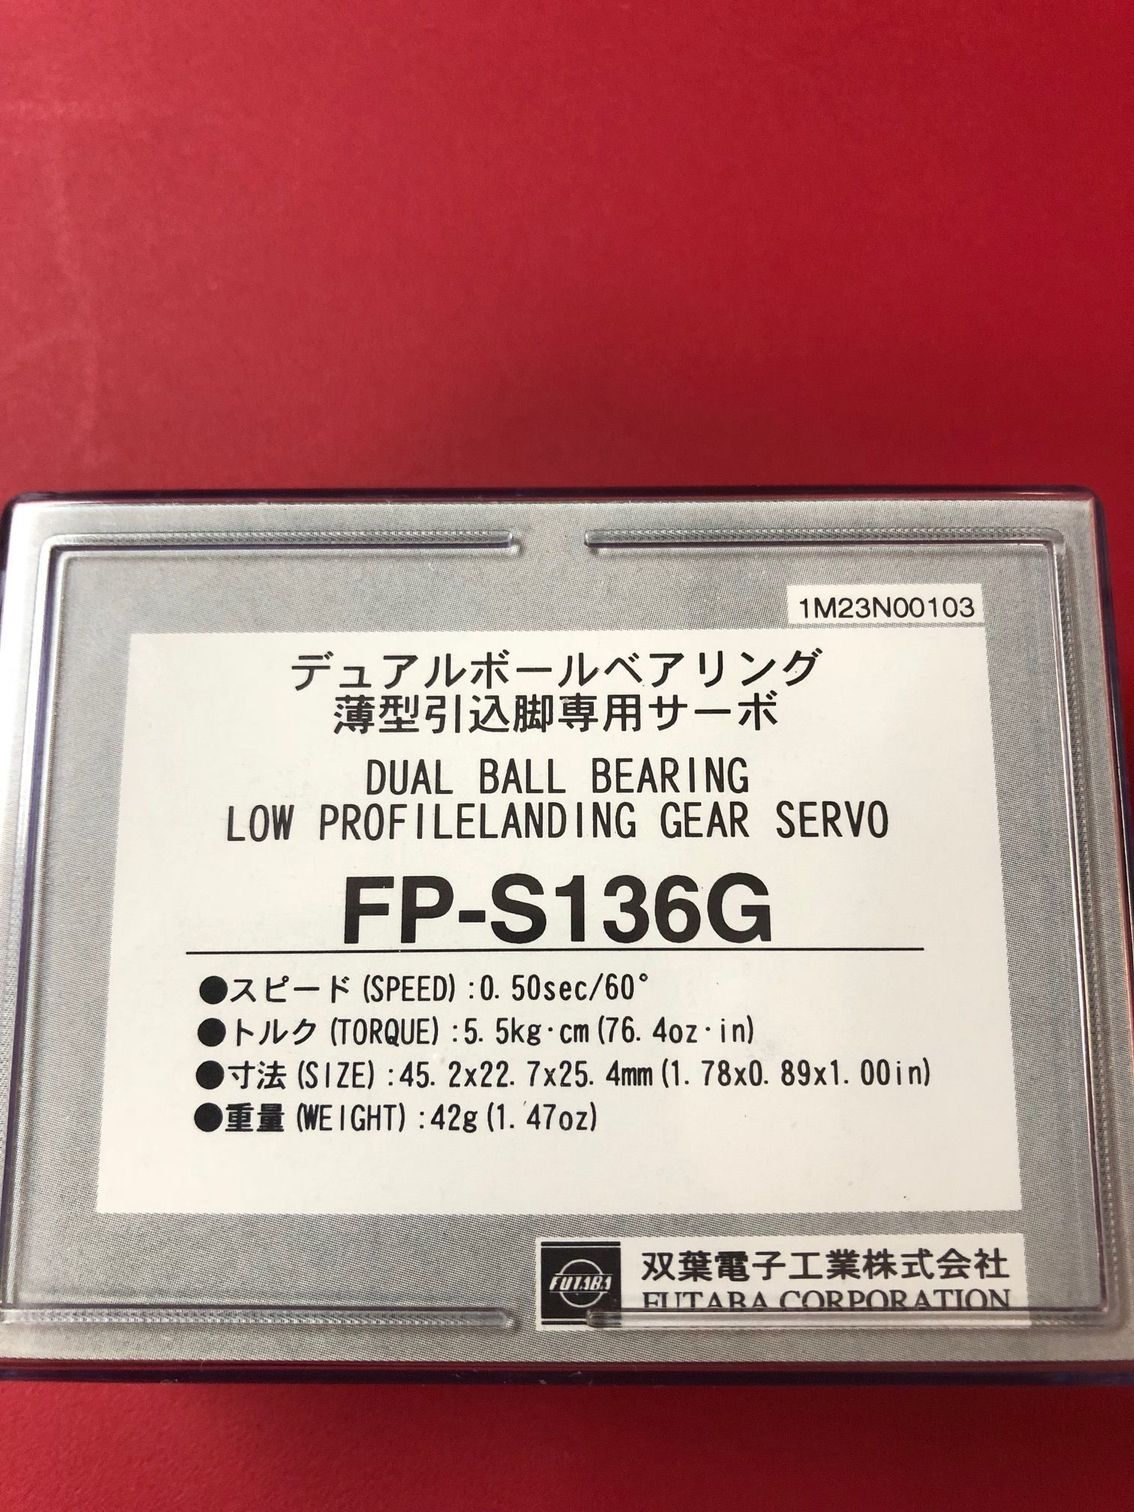 1M23N00103
デュアルボールベアリング
薄型引込脚専用サーボ
DUAL BALL BEARING
LOW PROFILELANDING GEAR SERVO
FP-S136G
●スピード(SPEED):0.50sec/60°
●トルク(TORQUE):5.5kg·cm(76.4oz·in)
●寸法(SIZE):45.2x22.7x25.4mm(1.78x0.89x1.00in)
●重量(WEIGHT):42g(1.47oz)
FUTABA
双葉電子工業株式会社
FUTABA CORPORATION